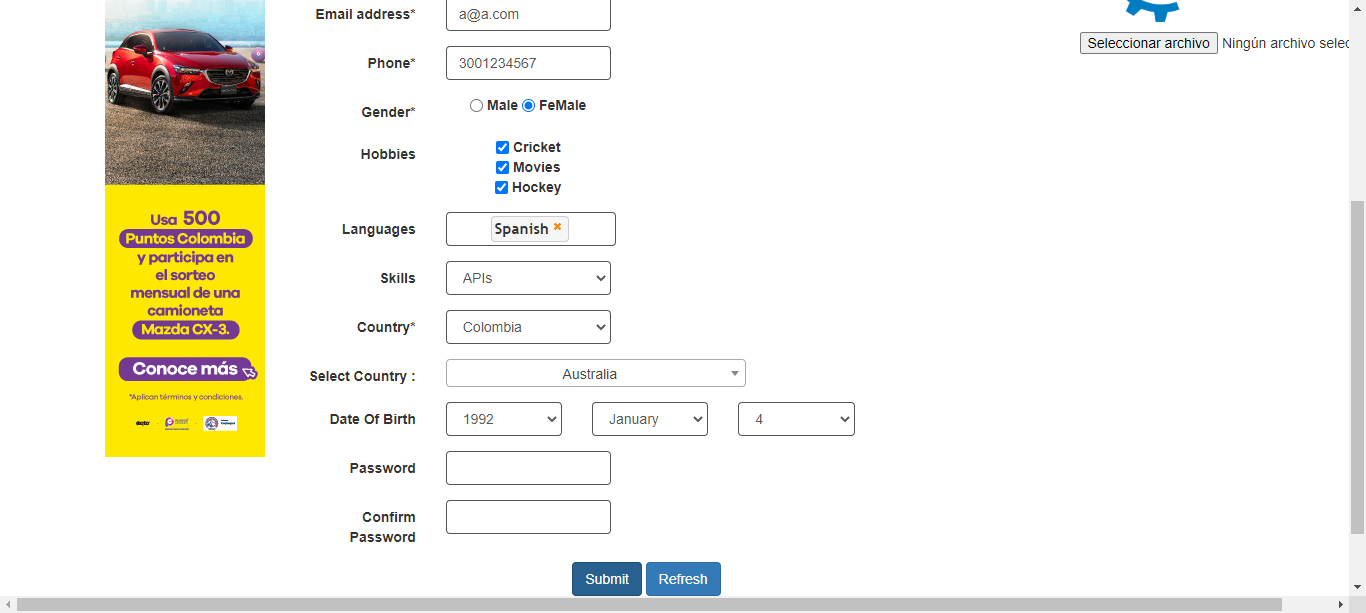 Email address*
a@a.com
Seleccionar archivo Ningún archivo selec
Phone*
3001234567
Gender*
Male FeMale
Hobbies
Cricket
Movies
Hockey
Languages
Spanish
Skills
APIs
Country*
Colombia
Select Country :
Australia
Date Of Birth
1992 January 4
Password
Confirm
Password
Submit Refresh
Usa 500
Puntos Colombia
y participa en
el sorteo
mensual de una
camioneta
Mazda CX-3.
Conoce más
*Aplican términos y condiciones.